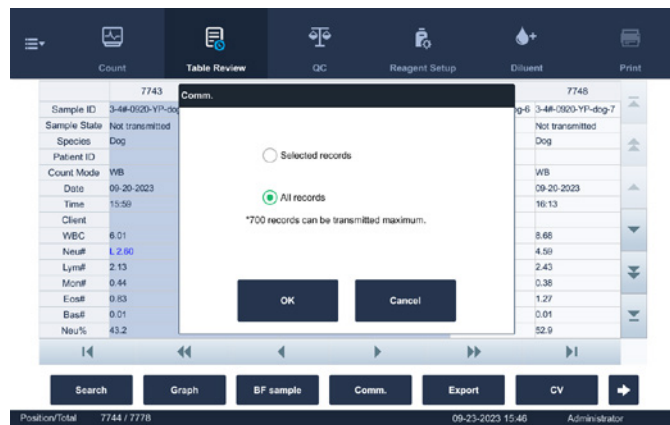 Count Table Review QC Reagent Setup Diluent Print
7743 7748
Comm.
Sample ID 3-4#-0920-YP-dog g-6 3-4#-0920-YP-dog-7
Sample State Not transmitted Not transmitted
Species Dog Dog
Patient ID
Selected records
Count Mode WB WB
Date 09-20-2023 09-20-2023
All records
Time 15:59 16:13
*700 records can be transmitted maximum.
Client
WBC 6.01 8.68
Neu# L 2.60 4.59
Lym# 2.13 2.43
Mon# 0.44 0.38
Eos# 0.83 1.27
OK Cancel
Bas# 0.01 0.01
Neu% 43.2 52.9
Search Graph BF sample Comm. Export CV
Position/Total 7744 / 7778 09-23-2023 15:46 Administrator